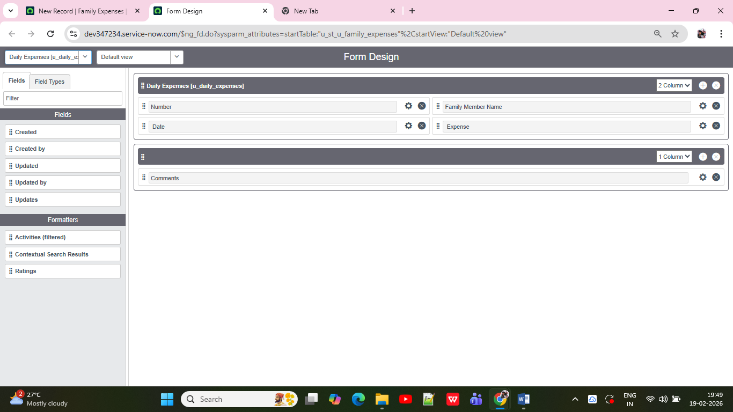 New Record | Family Expenses |
Form Design
New Tab
dev347234.service-now.com/$ng_fd.do?sysparm_attributes=startTable:"u_st_u_family_expenses"%2CstartView:"Default%20view"
Daily Expenses [u_daily_e:
Default view
Form Design
Fields
Field Types
Filter
Fields
Created
Created by
Updated
Updated by
Updates
Formatters
Activities (filtered)
Contextual Search Results
Ratings
Daily Expenses [u_daily_expenses]
2 Column
Number
Family Member Name
Date
Expense
1 Column
Comments
2
27°C
Mostly cloudy
Search
ENG
IN
19:49
19-02-2026